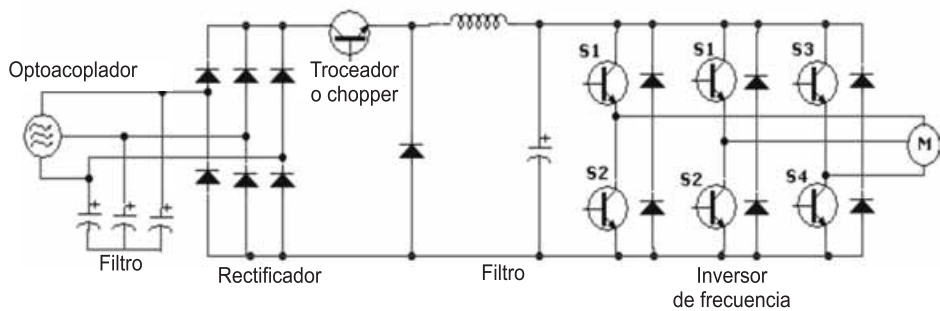 Optoacoplador
Troceador
o chopper
S1
S1
S3
M
S2
S2
S4
+
+
+
+
Filtro
Rectificador
Filtro
Inversor
de frecuencia